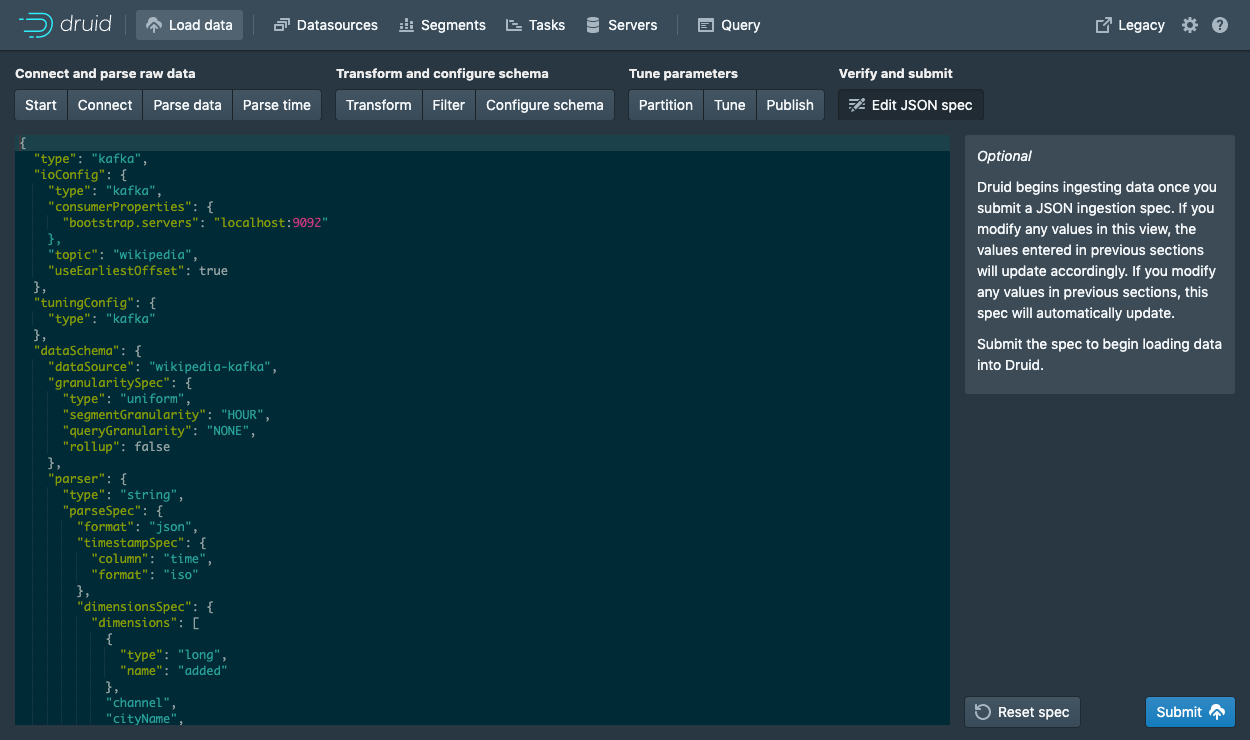 druid
Load data
Datasources
Segments
Tasks
Servers
Query
Legacy
Connect and parse raw data
Start
Connect
Parse data
Parse time
Transform and configure schema
Transform
Filter
Configure schema
Tune parameters
Partition
Tune
Publish
Verify and submit
Edit JSON spec
{
  "type": "kafka",
  "ioConfig": {
    "type": "kafka",
    "consumerProperties": {
      "bootstrap.servers": "localhost:9092"
    },
    "topic": "wikipedia",
    "useEarliestOffset": true
  },
  "tuningConfig": {
    "type": "kafka"
  },
  "dataSchema": {
    "dataSource": "wikipedia-kafka",
    "granularitySpec": {
      "type": "uniform",
      "segmentGranularity": "HOUR",
      "queryGranularity": "NONE",
      "rollup": false
    },
    "parser": {
      "type": "string",
      "parseSpec": {
        "format": "json",
        "timestampSpec": {
          "column": "time",
          "format": "iso"
        },
        "dimensionsSpec": {
          "dimensions": [
            {
              "type": "long",
              "name": "added"
            },
            "channel",
            "cityName",
Optional
Druid begins ingesting data once you
submit a JSON ingestion spec. If you
modify any values in this view, the
values entered in previous sections
will update accordingly. If you modify
any values in previous sections, this
spec will automatically update.
Submit the spec to begin loading data
into Druid.
Reset spec
Submit